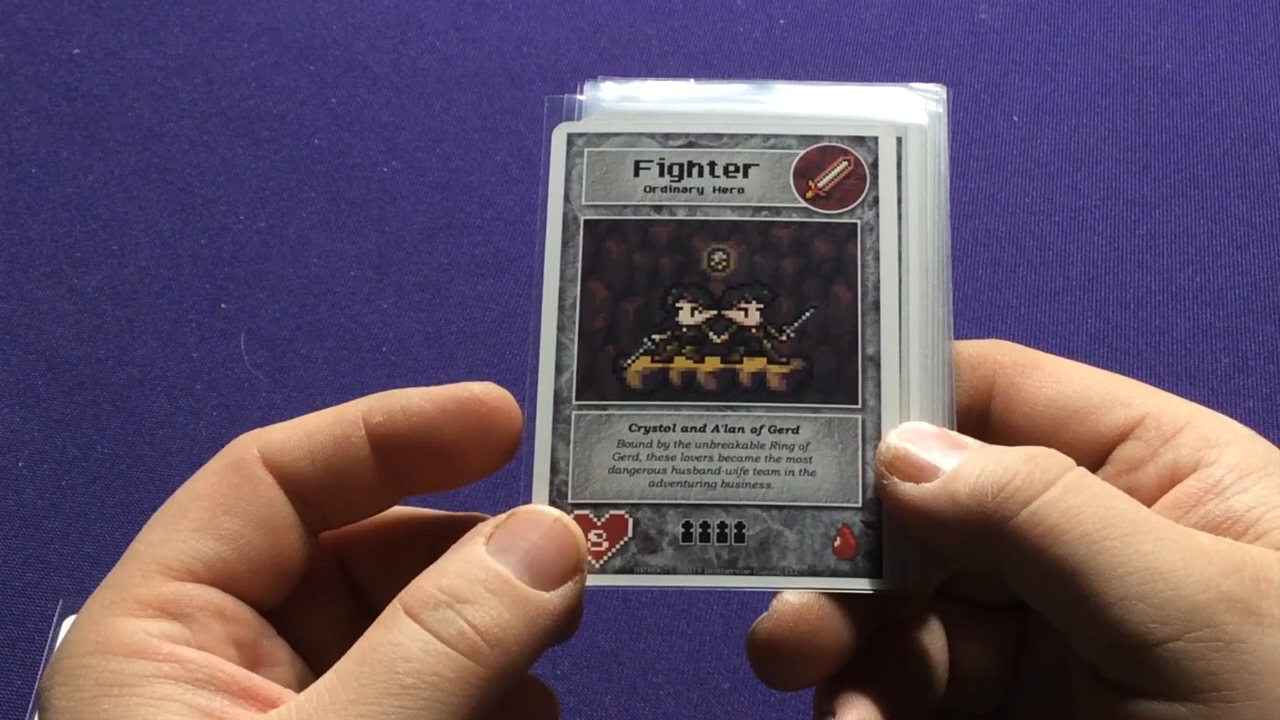 Fighter
Ordinary Hero
Crystol and A'lan of Gerd
Bound by the unbreakable Ring of
Gerd, these lovers became the most
dangerous husband-wife team in the
adventuring business.
8